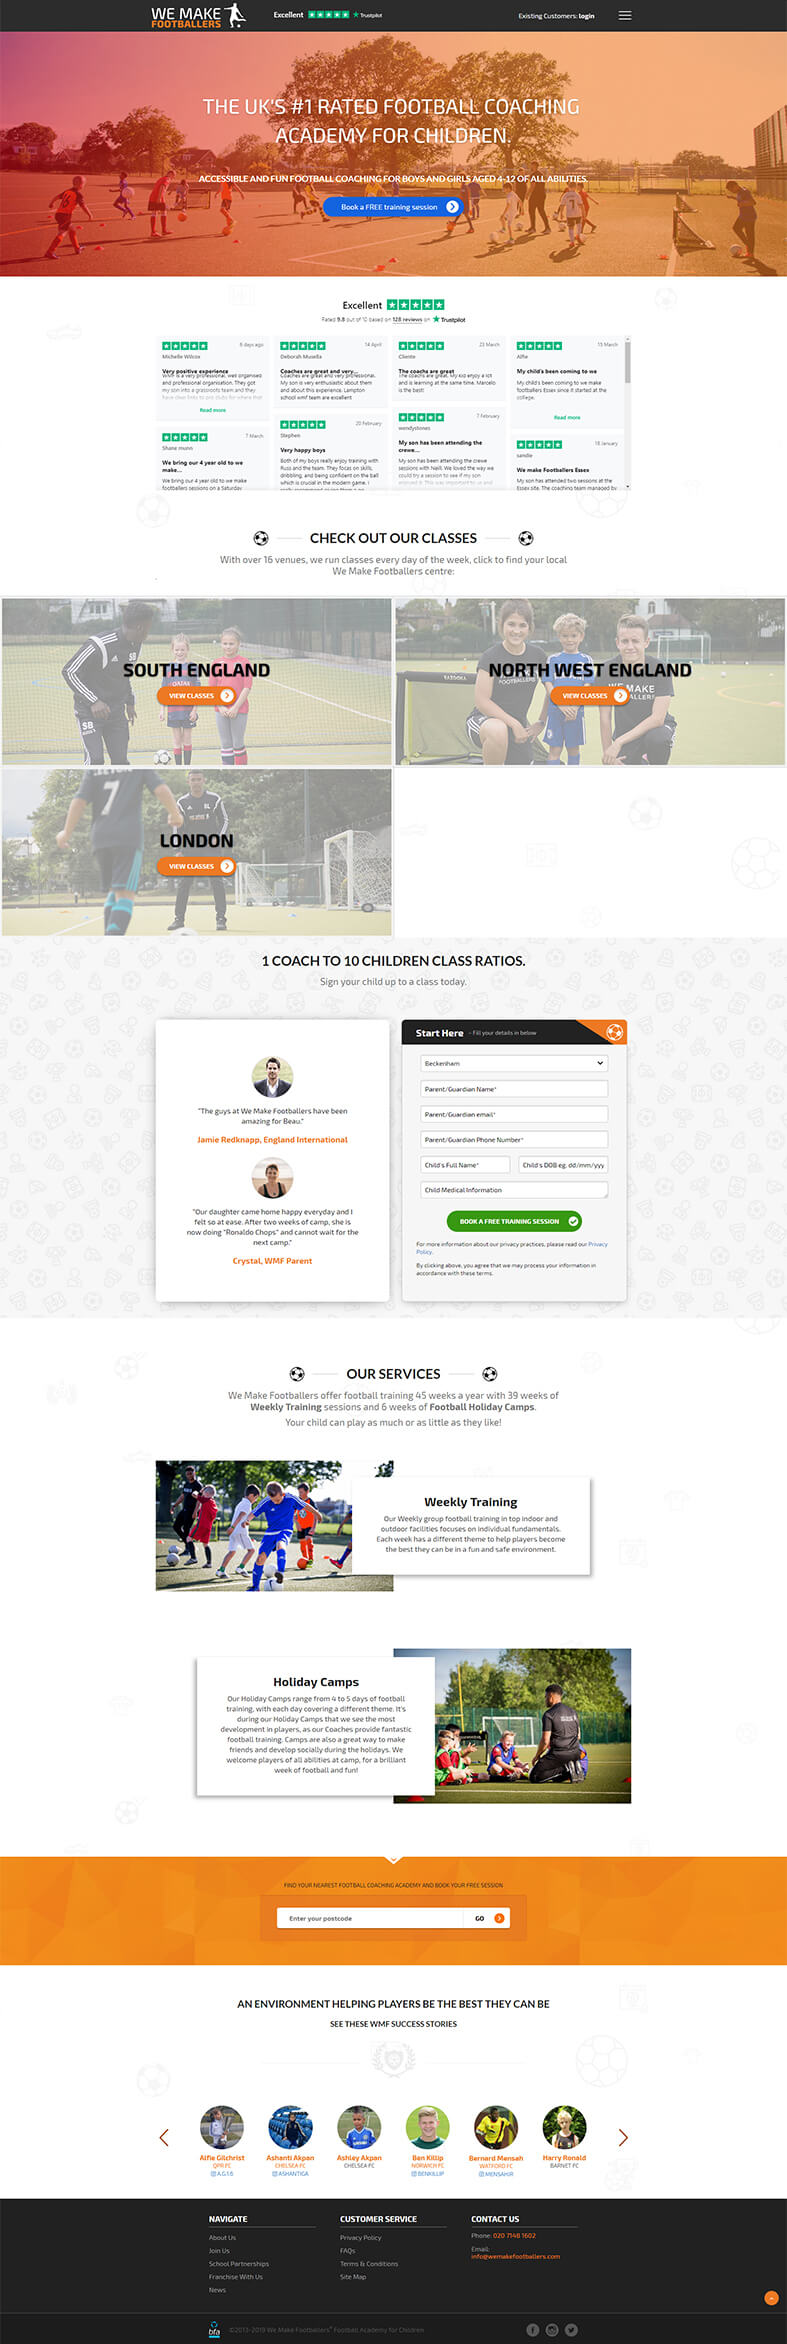 WE MAKE
FOOTBALLERS
Excellent
Trustpilot
Existing Customers: login
THE UK'S #1 RATED FOOTBALL COACHING
ACADEMY FOR CHILDREN.
ACCESSIBLE AND FUN FOOTBALL COACHING FOR BOYS AND GIRLS AGED 4-12 OF ALL ABILITIES.
Book a FREE training session
Excellent
Rated 9.8 out of 10 based on 128 reviews on Trustpilot
6 days ago
Michelle Wilcox
Very positive experience
WMF is a very professional, well organised
and professional organisation. They got
my son into a grassroots team and they
have clear links to pro clubs for where that
Read more
14 April
Deborah Musella
Coaches are great and very...
Coaches are great and very professional.
My son is very enthusiastic about them
and about this experience. Lampton
school wmf team are excellent
23 March
Cliente
The coachs are great
The coachs are great. My kid enjoy a lot
and is learning at the same time. Marcelo
is the best!
15 March
Alfie
My child's been coming to we
My child's been coming to we make
footballers Essex since it started at the
college.
Read more
7 March
Shane munn
We bring our 4 year old to we
make...
We bring our 4 year old to we make
footballers sessions on a Saturday
20 February
Stephen
Very happy boys
Both of my boys really enjoy training with
Russ and the team. They focus on skills,
dribbling, and being confident on the ball
which is crucial in the modern game. I
7 February
wendystones
My son has been attending the
crewe...
My son has been attending the crewe
sessions with Niall. We loved the way we
could try a session to see if my son
enjoyed it. This was important to us and
18 January
sandie
We make Footballers Essex
My son has attended two sessions at the
Essex site. The coaching team managed by
CHECK OUT OUR CLASSES
With over 16 venues, we run classes every day of the week, click to find your local
We Make Footballers centre:
SOUTH ENGLAND
VIEW CLASSES
NORTH WEST ENGLAND
VIEW CLASSES
LONDON
VIEW CLASSES
1 COACH TO 10 CHILDREN CLASS RATIOS.
Sign your child up to a class today.
"The guys at We Make Footballers have been
amazing for Beau."
Jamie Redknapp, England International
"Our daughter came home happy everyday and I
felt so at ease. After two weeks of camp, she is
now doing "Ronaldo Chops" and cannot wait for the
next camp."
Crystal, WMF Parent
Start Here - Fill your details in below
Beckenham
Parent/Guardian Name*
Parent/Guardian email*
Parent/Guardian Phone Number*
Child's Full Name*
Child's DOB eg. dd/mm/yyy
Child Medical Information
BOOK A FREE TRAINING SESSION
For more information about our privacy practices, please read our Privacy
Policy.
By clicking above, you agree that we may process your information in
accordance with these terms.
OUR SERVICES
We Make Footballers offer football training 45 weeks a year with 39 weeks of
Weekly Training sessions and 6 weeks of Football Holiday Camps.
Your child can play as much or as little as they like!
Weekly Training
Our Weekly group football training in top indoor and
outdoor facilities focuses on individual fundamentals.
Each week has a different theme to help players become
the best they can be in a fun and safe environment.
Holiday Camps
Our Holiday Camps range from 4 to 5 days of football
training, with each day covering a different theme. It's
during our Holiday Camps that we see the most
development in players, as our Coaches provide fantastic
football training. Camps are also a great way to make
friends and develop socially during the holidays. We
welcome players of all abilities at camp, for a brilliant
week of football and fun!
FIND YOUR NEAREST FOOTBALL COACHING ACADEMY AND BOOK YOUR FREE SESSION
Enter your postcode
GO
AN ENVIRONMENT HELPING PLAYERS BE THE BEST THEY CAN BE
SEE THESE WMF SUCCESS STORIES
Alfie Gilchrist
QPR FC
A.G.1.6
Ashanti Akpan
CHELSEA FC
ASHANTIGA
Ashley Akpan
CHELSEA FC
Ben Killip
NORWICH FC
BENKILLIP
Bernard Mensah
WATFORD FC
MENSAHJR
Harry Ronald
BARNET FC
NAVIGATE
About Us
Join Us
School Partnerships
Franchise With Us
News
CUSTOMER SERVICE
Privacy Policy
FAQs
Terms & Conditions
Site Map
CONTACT US
Phone: 020 7148 1602
Email:
info@wemakefootballers.com
bfa
©2013-2019 We Make Footballers® Football Academy for Children